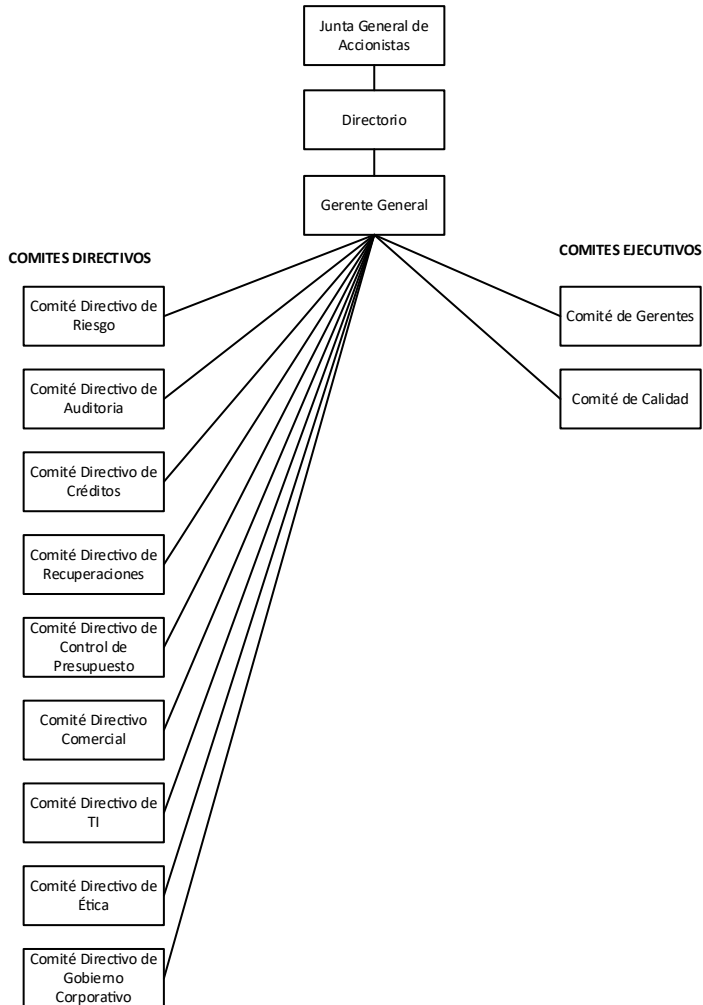 Junta General de
Accionistas
Directorio
Gerente General
COMITES DIRECTIVOS
Comité Directivo de
Riesgo
Comité Directivo de
Auditoria
Comité Directivo de
Créditos
Comité Directivo de
Recuperaciones
Comité Directivo de
Control de
Presupuesto
Comité Directivo
Comercial
Comité Directivo de
TI
Comité Directivo de
Ética
Comité Directivo de
Gobierno
Corporativo
COMITES EJECUTIVOS
Comité de Gerentes
Comité de Calidad